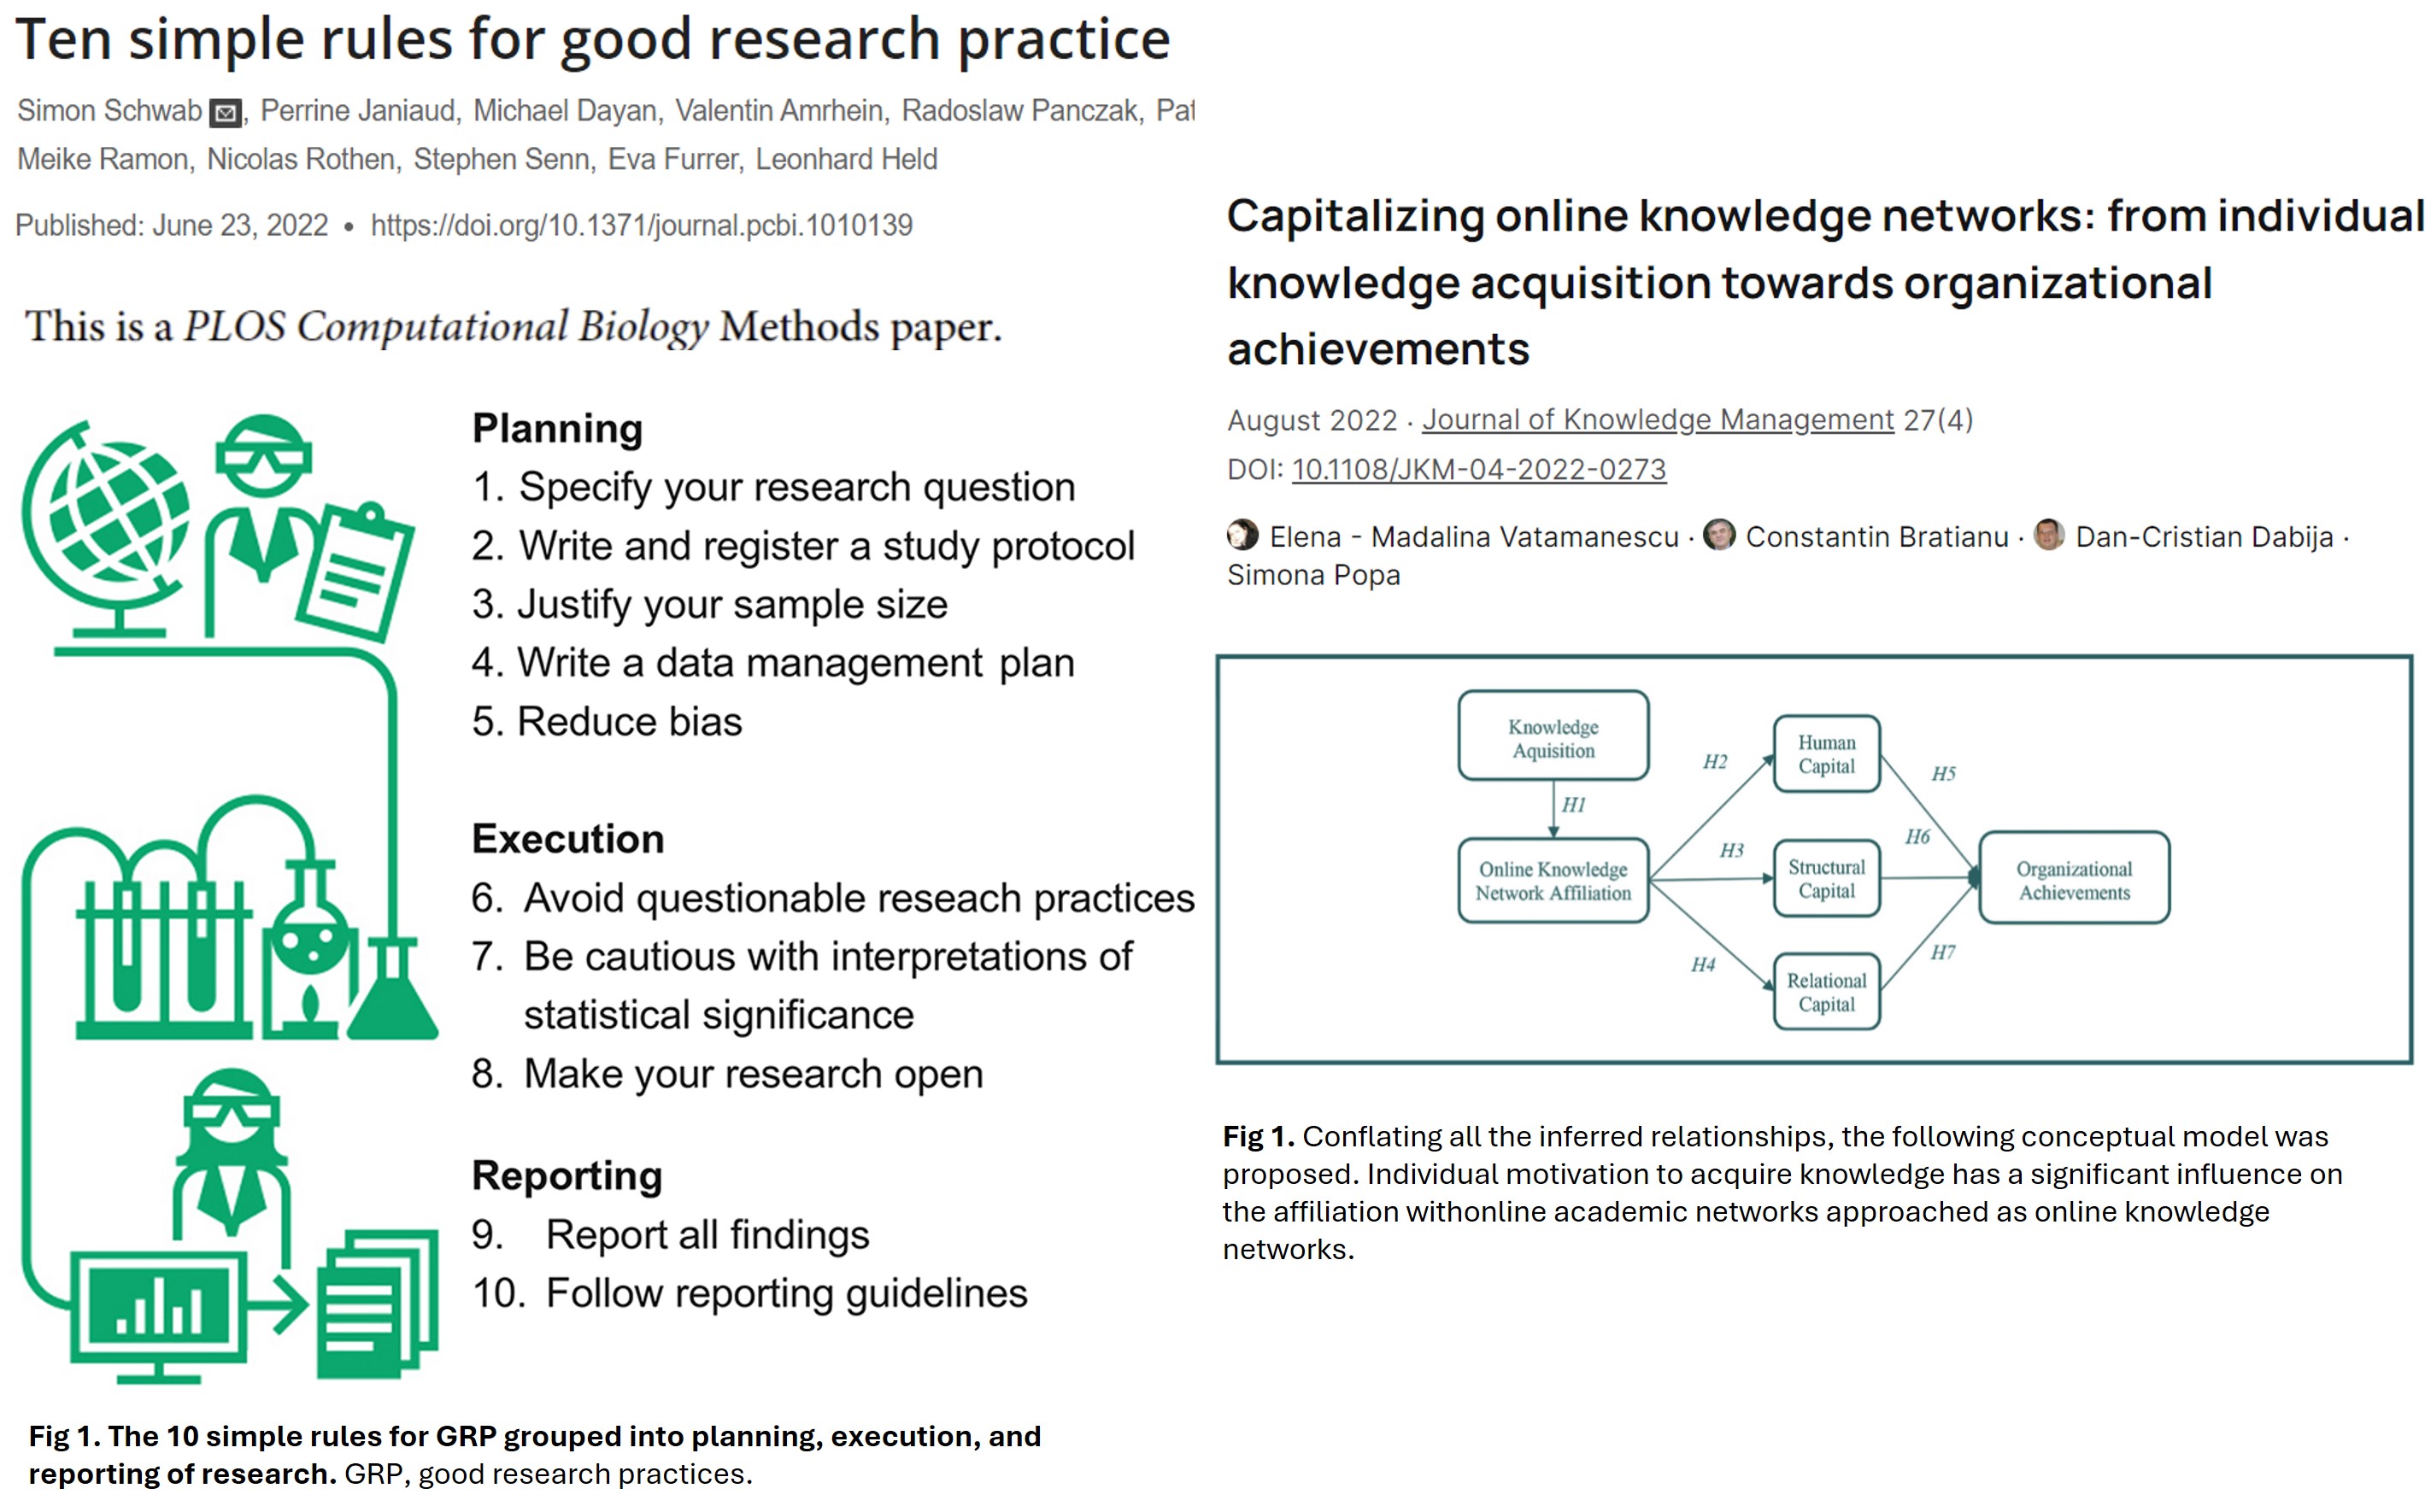 Ten simple rules for good research practice
Simon Schwab, Perrine Janiaud, Michael Dayan, Valentin Amrhein, Radoslaw Panczak, Pat
Meike Ramon, Nicolas Rothen, Stephen Senn, Eva Furrer, Leonhard Held
Published: June 23, 2022 • https://doi.org/10.1371/journal.pcbi.1010139
This is a PLOS Computational Biology Methods paper.
Planning
1. Specify your research question
2. Write and register a study protocol
3. Justify your sample size
4. Write a data management plan
5. Reduce bias
Execution
6. Avoid questionable reseach practices
7. Be cautious with interpretations of
statistical significance
8. Make your research open
Reporting
9. Report all findings
10. Follow reporting guidelines
Fig 1. The 10 simple rules for GRP grouped into planning, execution, and
reporting of research. GRP, good research practices.
Capitalizing online knowledge networks: from individual
knowledge acquisition towards organizational
achievements
August 2022 · Journal of Knowledge Management 27(4)
DOI: 10.1108/JKM-04-2022-0273
Elena - Madalina Vatamanescu · Constantin Bratianu · Dan-Cristian Dabija ·
Simona Popa
Knowledge
Aquisition
H1
Online Knowledge
Network Affiliation
H2
H3
H4
Human
Capital
Structural
Capital
Relational
Capital
H5
H6
H7
Organizational
Achievements
Fig 1. Conflating all the inferred relationships, the following conceptual model was
proposed. Individual motivation to acquire knowledge has a significant influence on
the affiliation withonline academic networks approached as online knowledge
networks.